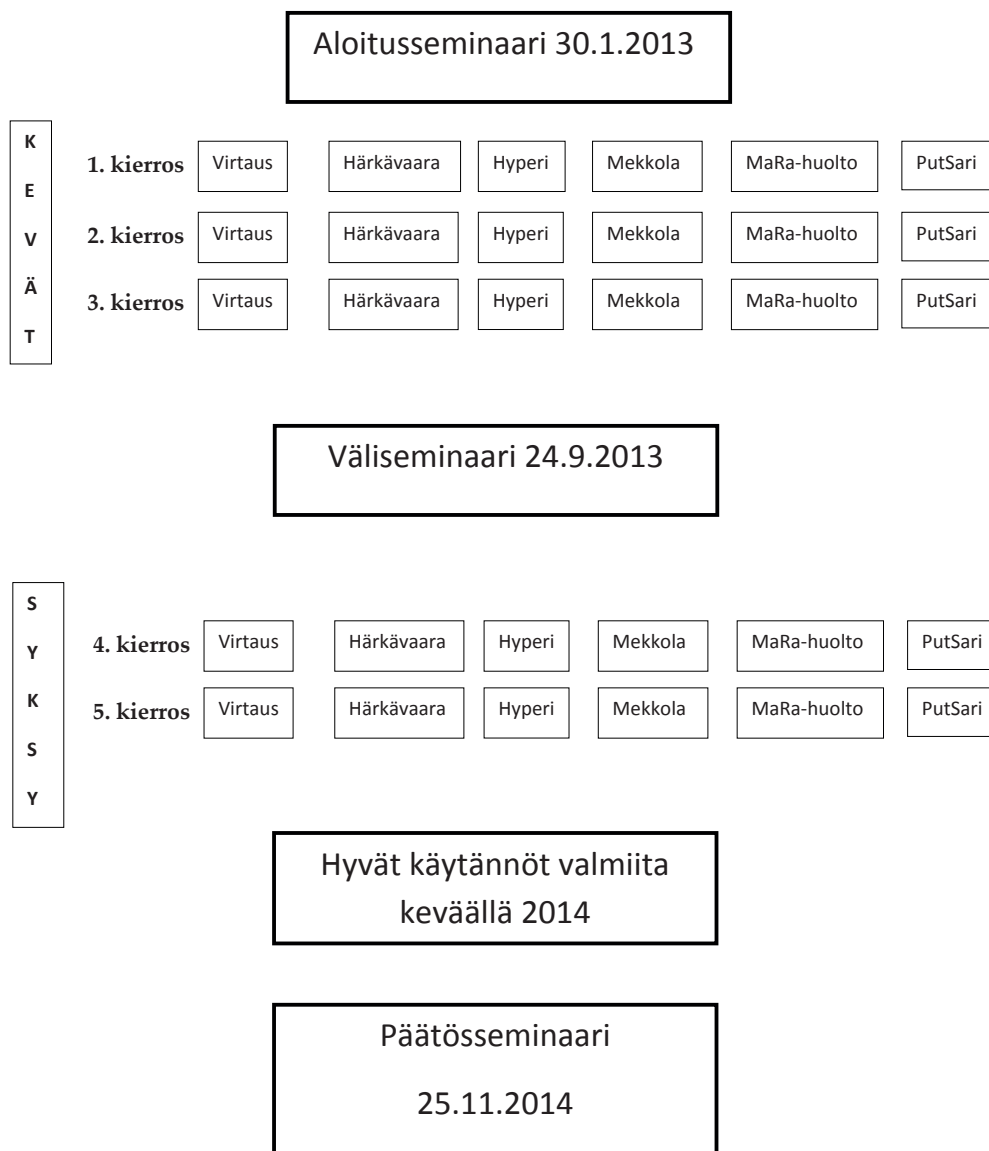 Aloitusseminaari 30.1.2013
K
E
V
Ä
T
1. kierros Virtaus Härkävaara Hyperi Mekkola MaRa-huolto PutSari
2. kierros Virtaus Härkävaara Hyperi Mekkola MaRa-huolto PutSari
3. kierros Virtaus Härkävaara Hyperi Mekkola MaRa-huolto PutSari
Väliseminaari 24.9.2013
S
Y
K
S
Y
4. kierros Virtaus Härkävaara Hyperi Mekkola MaRa-huolto PutSari
5. kierros Virtaus Härkävaara Hyperi Mekkola MaRa-huolto PutSari
Hyvät käytännöt valmiita
keväällä 2014
Päätösseminaari
25.11.2014